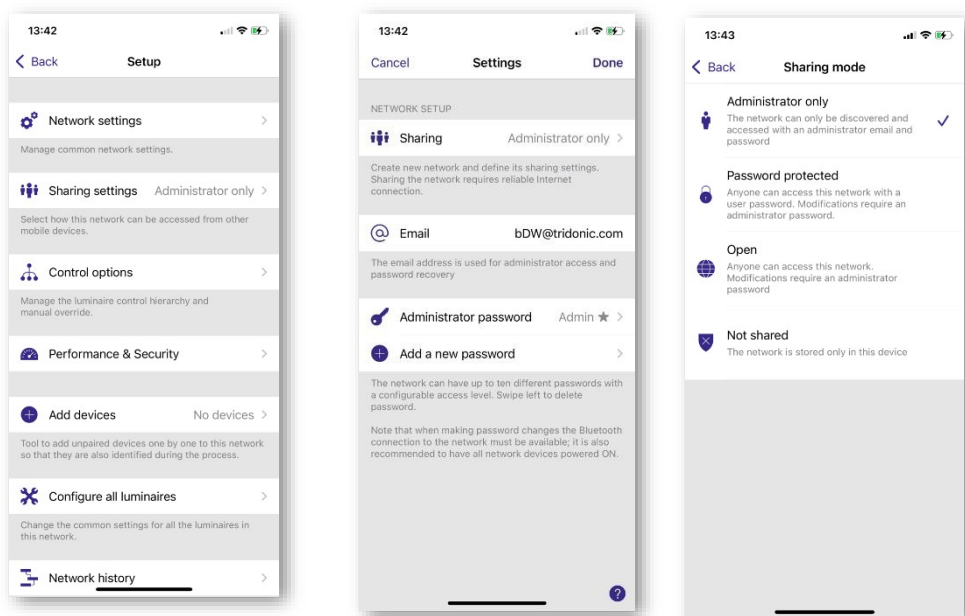 13:42
Back Setup
Network settings
Manage common network settings.
Sharing settings Administrator only
Select how this network can be accessed from other
mobile devices.
Control options
Manage the luminaire control hierarchy and
manual override.
Performance & Security
Add devices No devices
Tool to add unpaired devices one by one to this network
so that they are also identified during the process.
Configure all luminaires
Change the common settings for all the luminaires in
this network.
Network history
13:42
Cancel Settings Done
NETWORK SETUP
Sharing Administrator only
Create new network and define its sharing settings.
Sharing the network requires reliable Internet
connection.
Email bDW@tridonic.com
The email address is used for administrator access and
password recovery
Administrator password Admin ★
Add a new password
The network can have up to ten different passwords with
a configurable access level. Swipe left to delete
password.
Note that when making password changes the Bluetooth
connection to the network must be available; it is also
recommended to have all network devices powered ON.
?
13:43
Back Sharing mode
Administrator only
The network can only be discovered and
accessed with an administrator email and
password
Password protected
Anyone can access this network with a
user password. Modifications require an
administrator password.
Open
Anyone can access this network.
Modifications require an administrator
password
Not shared
The network is stored only in this device